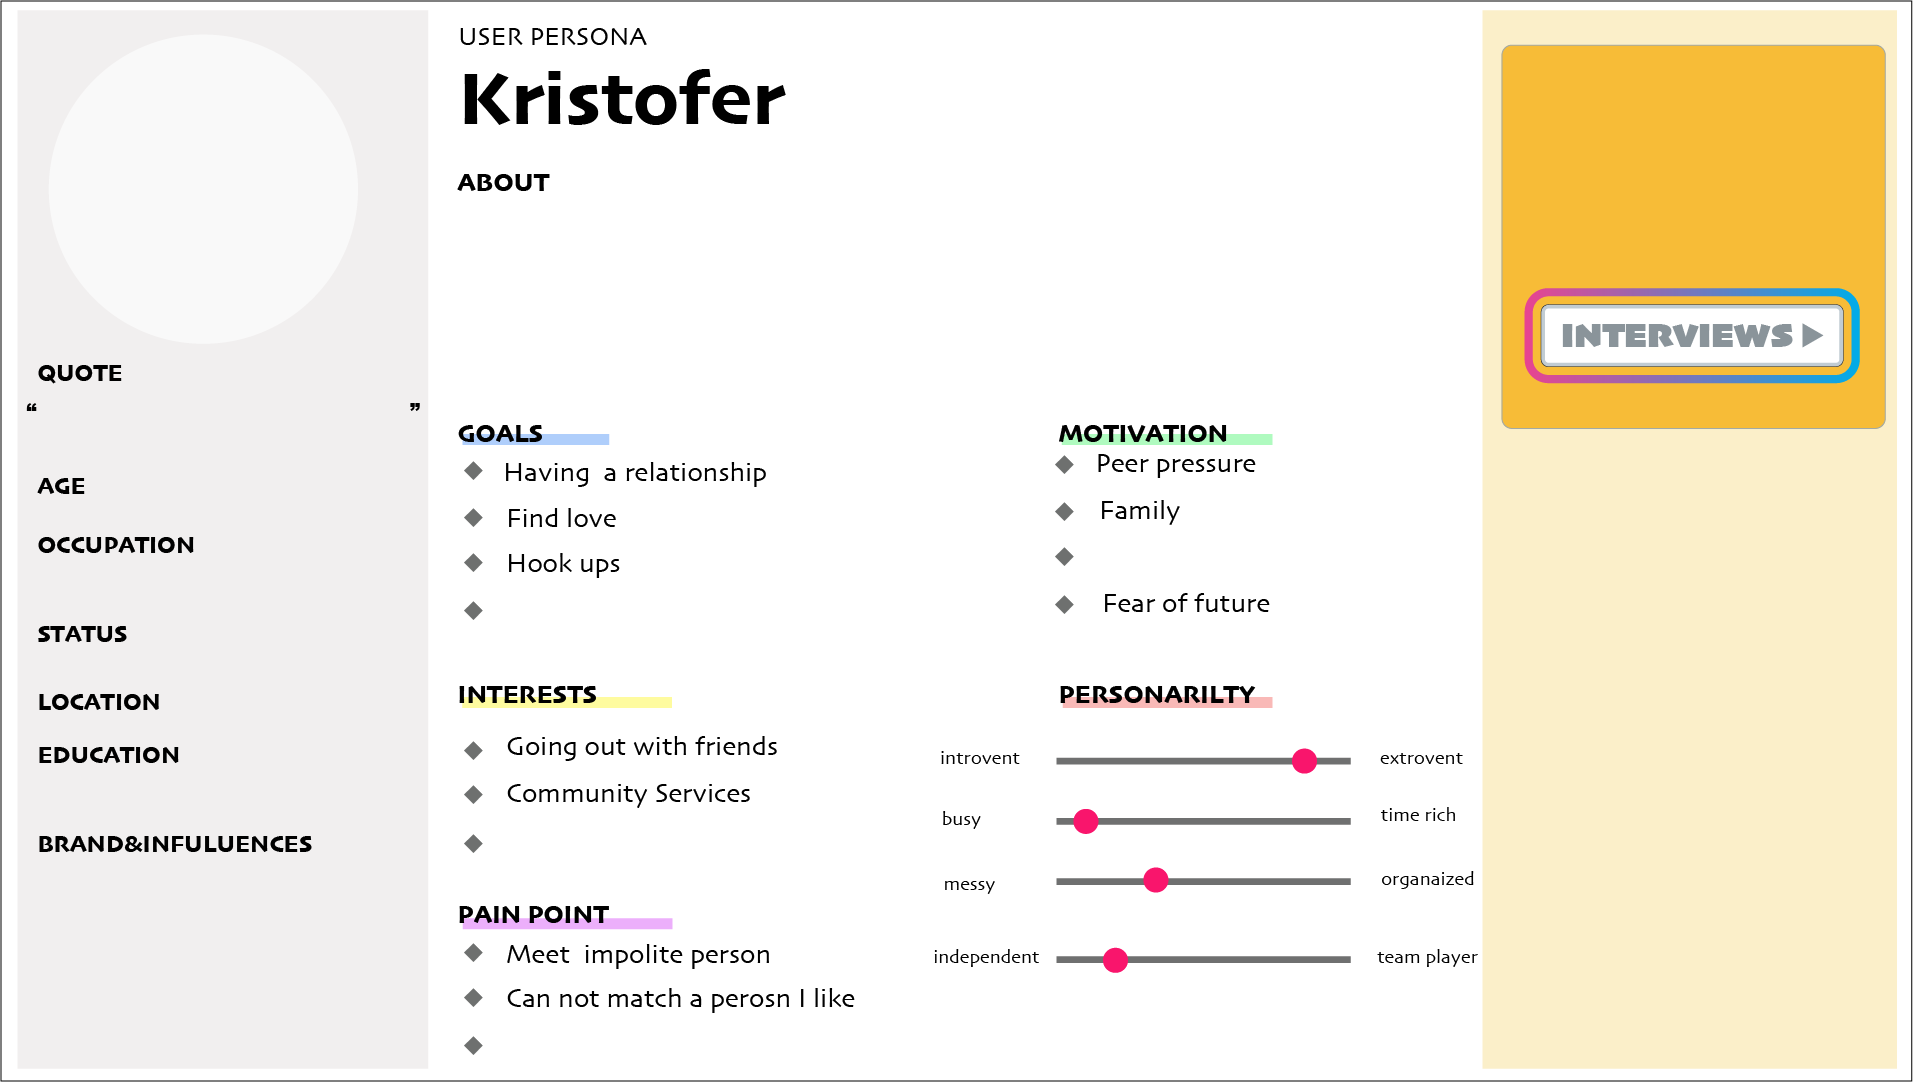 USER PERSONA
Kristofer
ABOUT
QUOTE
“ ”
AGE
OCCUPATION
STATUS
LOCATION
EDUCATION
BRAND&INFULUENCES
GOALS
Having a relationship
Find love
Hook ups
INTERESTS
Going out with friends
Community Services
PAIN POINT
Meet impolite person
Can not match a perosn I like
MOTIVATION
Peer pressure
Family
Fear of future
PERSONARILTY
introvent extrovent
busy time rich
messy organaized
independent team player
INTERVIEWS